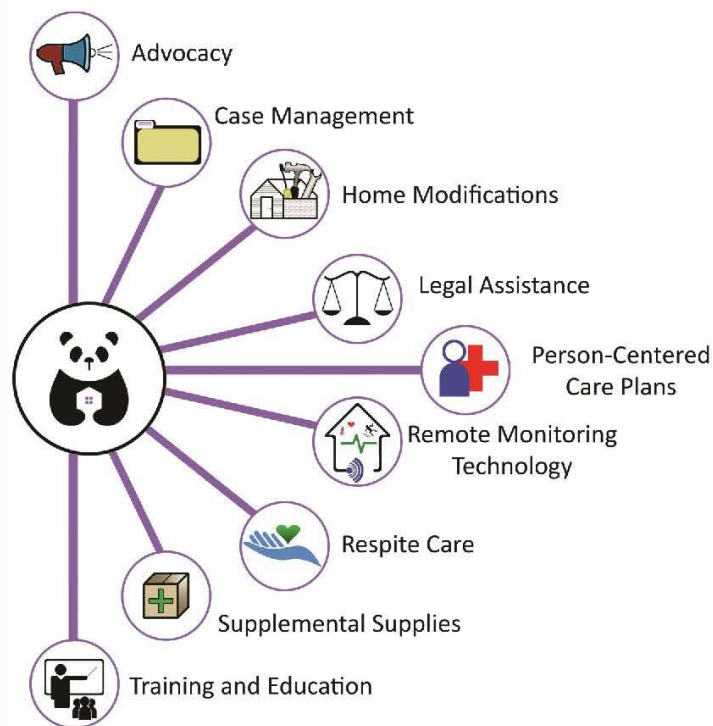 Advocacy
Case Management
Home Modifications
Legal Assistance
Person-Centered
Care Plans
Remote Monitoring
Technology
Respite Care
Supplemental Supplies
Training and Education